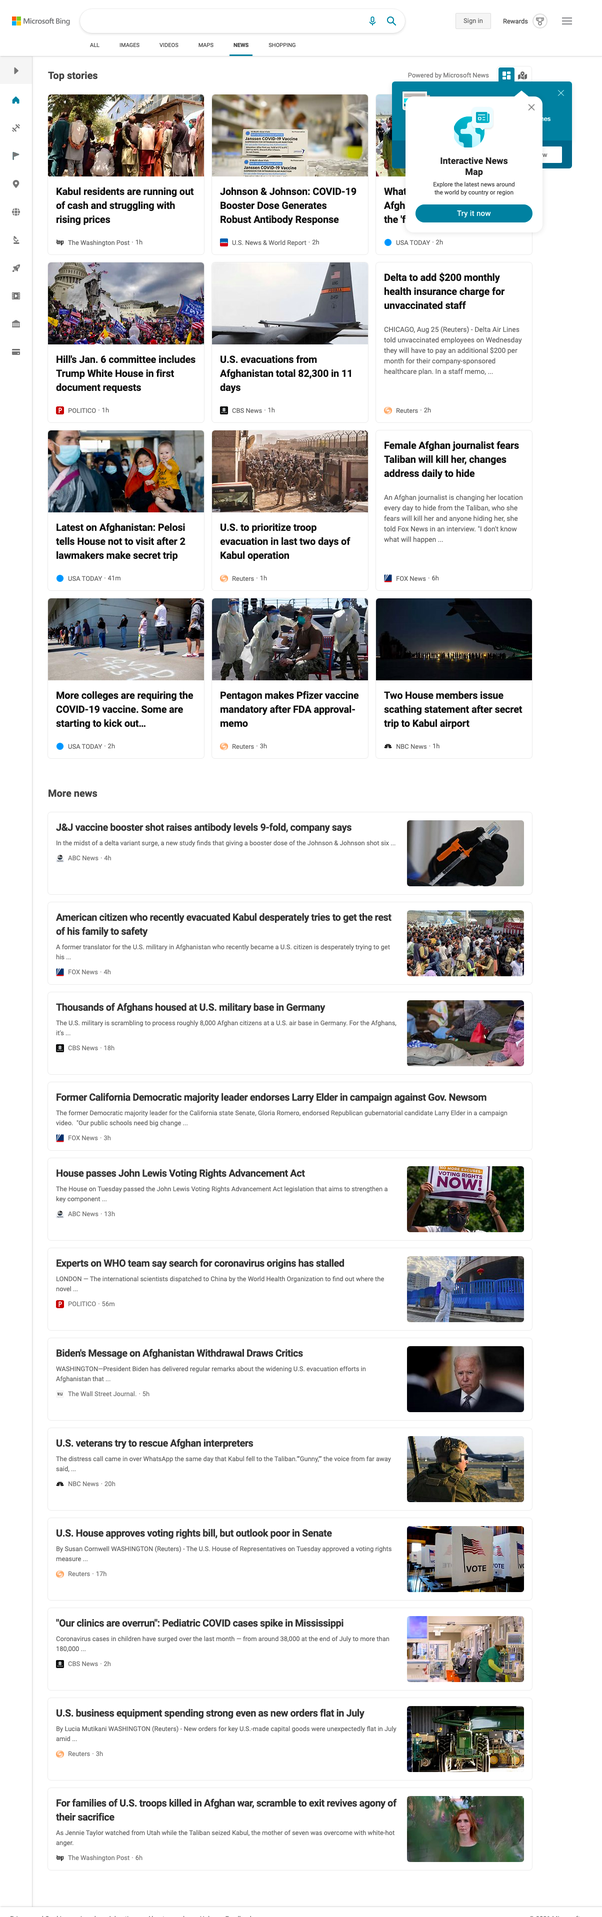 Microsoft Bing
Sign in
Rewards
ALL
IMAGES
VIDEOS
MAPS
NEWS
SHOPPING
Top stories
Powered by Microsoft News
Interactive News
Map
Explore the latest news around
the world by country or region
Try it now
Kabul residents are running out
of cash and struggling with
rising prices
The Washington Post · 1h
Johnson & Johnson: COVID-19
Booster Dose Generates
Robust Antibody Response
U.S. News & World Report · 2h
What
Afgh
the 'f
USA TODAY · 2h
Hill's Jan. 6 committee includes
Trump White House in first
document requests
POLITICO · 1h
U.S. evacuations from
Afghanistan total 82,300 in 11
days
CBS News · 1h
Delta to add $200 monthly
health insurance charge for
unvaccinated staff
CHICAGO, Aug 25 (Reuters) - Delta Air Lines
told unvaccinated employees on Wednesday
they will have to pay an additional $200 per
month for their company-sponsored
healthcare plan. In a staff memo, ...
Reuters · 2h
Latest on Afghanistan: Pelosi
tells House not to visit after 2
lawmakers make secret trip
USA TODAY · 41m
U.S. to prioritize troop
evacuation in last two days of
Kabul operation
Reuters · 1h
Female Afghan journalist fears
Taliban will kill her, changes
address daily to hide
An Afghan journalist is changing her location
every day to hide from the Taliban, who she
fears will kill her and anyone hiding her, she
told Fox News in an interview. "I don't know
what will happen ...
FOX News · 6h
More colleges are requiring the
COVID-19 vaccine. Some are
starting to kick out...
USA TODAY · 2h
Pentagon makes Pfizer vaccine
mandatory after FDA approval-
memo
Reuters · 3h
Two House members issue
scathing statement after secret
trip to Kabul airport
NBC News · 1h
More news
J&J vaccine booster shot raises antibody levels 9-fold, company says
In the midst of a delta variant surge, a new study finds that giving a booster dose of the Johnson & Johnson shot six ...
ABC News · 4h
American citizen who recently evacuated Kabul desperately tries to get the rest
of his family to safety
A former translator for the U.S. military in Afghanistan who recently became a U.S. citizen is desperately trying to get
his ...
FOX News · 4h
Thousands of Afghans housed at U.S. military base in Germany
The U.S. military is scrambling to process roughly 8,000 Afghan citizens at a U.S. air base in Germany. For the Afghans,
it's ...
CBS News · 18h
Former California Democratic majority leader endorses Larry Elder in campaign against Gov. Newsom
The former Democratic majority leader for the California state Senate, Gloria Romero, endorsed Republican gubernatorial candidate Larry Elder in a campaign
video. "Our public schools need big change ...
FOX News · 3h
House passes John Lewis Voting Rights Advancement Act
The House on Tuesday passed the John Lewis Voting Rights Advancement Act legislation that aims to strengthen a
key component ...
ABC News · 13h
VOTING RIGHTS
NOW!
Experts on WHO team say search for coronavirus origins has stalled
LONDON — The international scientists dispatched to China by the World Health Organization to find out where the
novel ...
POLITICO · 56m
Biden's Message on Afghanistan Withdrawal Draws Critics
WASHINGTON—President Biden has delivered regular remarks about the widening U.S. evacuation efforts in
Afghanistan that ...
The Wall Street Journal. · 5h
U.S. veterans try to rescue Afghan interpreters
The distress call came in over WhatsApp the same day that Kabul fell to the Taliban."Gunny," the voice from far away
said, ...
NBC News · 20h
U.S. House approves voting rights bill, but outlook poor in Senate
By Susan Cornwell WASHINGTON (Reuters) - The U.S. House of Representatives on Tuesday approved a voting rights
measure ...
Reuters · 17h
VOTE
"Our clinics are overrun": Pediatric COVID cases spike in Mississippi
Coronavirus cases in children have surged over the last month — from around 38,000 at the end of July to more than
180,000 ...
CBS News · 2h
U.S. business equipment spending strong even as new orders flat in July
By Lucia Mutikani WASHINGTON (Reuters) - New orders for key U.S.-made capital goods were unexpectedly flat in July
amid ...
Reuters · 3h
For families of U.S. troops killed in Afghan war, scramble to exit revives agony of
their sacrifice
As Jennie Taylor watched from Utah while the Taliban seized Kabul, the mother of seven was overcome with white-hot
anger.
The Washington Post · 6h